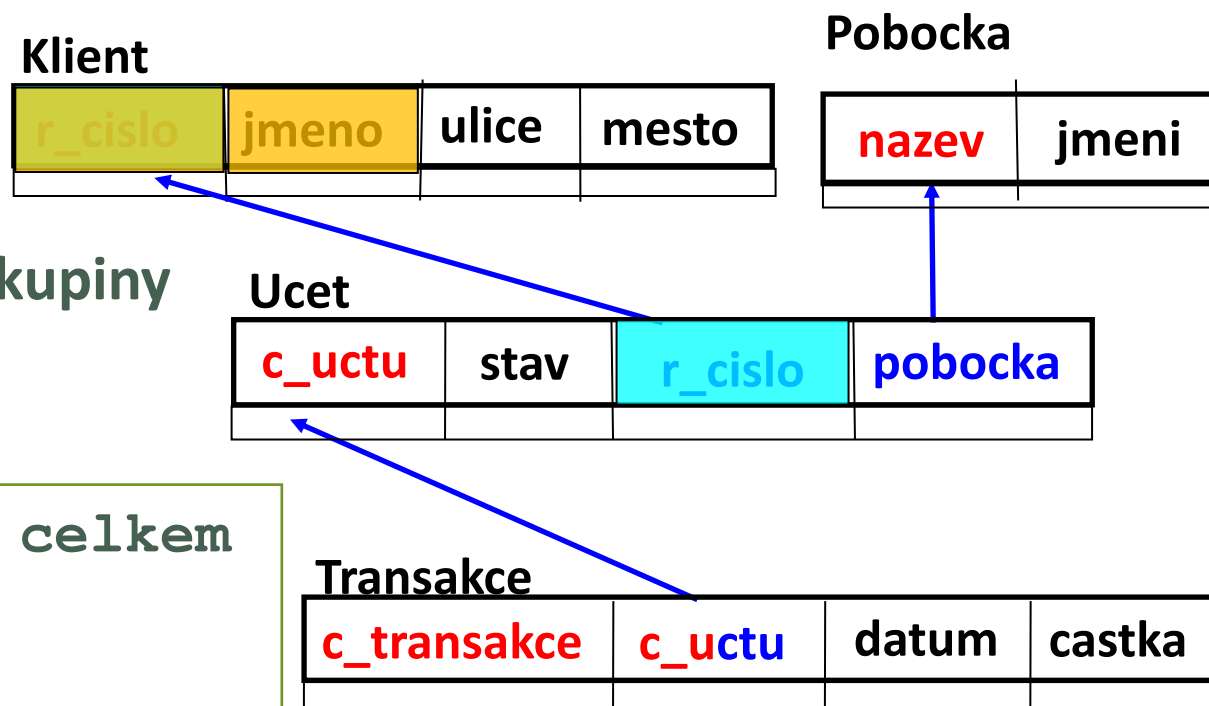 Klient
Pobocka
r_cislo jmeno ulice mesto
nazev jmeni
kupiny
Ucet
c_uctu stav r_cislo pobocka
celkem
Transakce
c_transakce c_uctu datum castka